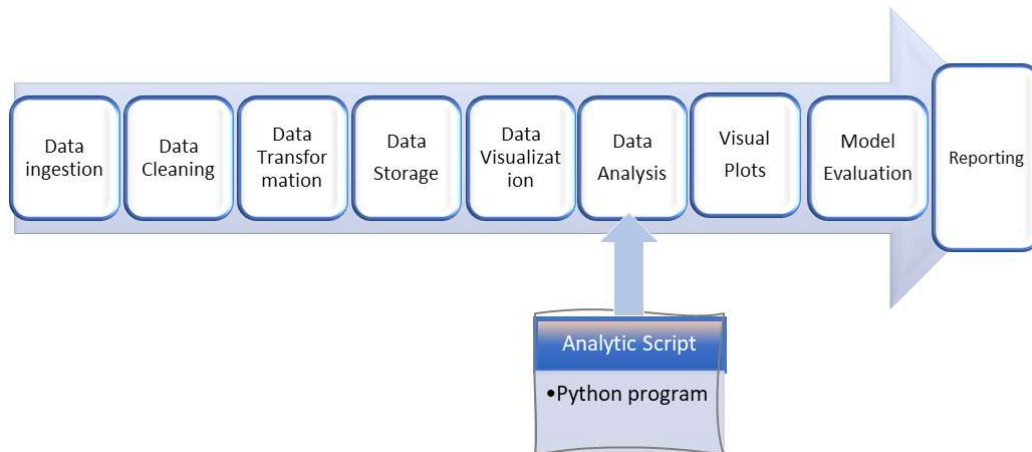 Data
ingestion
Data
Cleaning
Data
Transfor
mation
Data
Storage
Data
Visualizat
ion
Data
Analysis
Visual
Plots
Model
Evaluation
Reporting
Analytic Script
•Python program